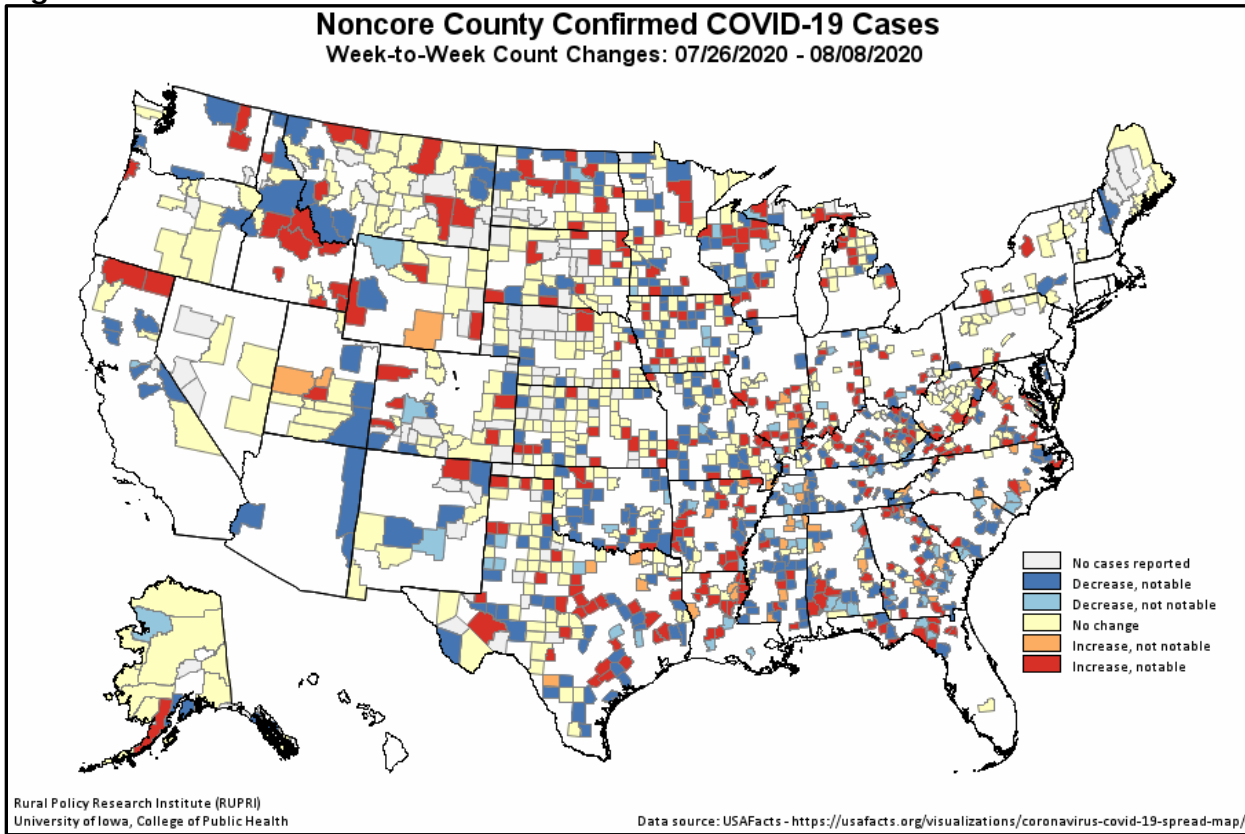 Noncore County Confirmed COVID-19 Cases
Week-to-Week Count Changes: 07/26/2020 - 08/08/2020
No cases reported
Decrease, notable
Decrease, not notable
No change
Increase, not notable
Increase, notable
Rural Policy Research Institute (RUPRI)
University of Iowa, College of Public Health
Data source: USAFacts - https://usafacts.org/visualizations/coronavirus-covid-19-spread-map/